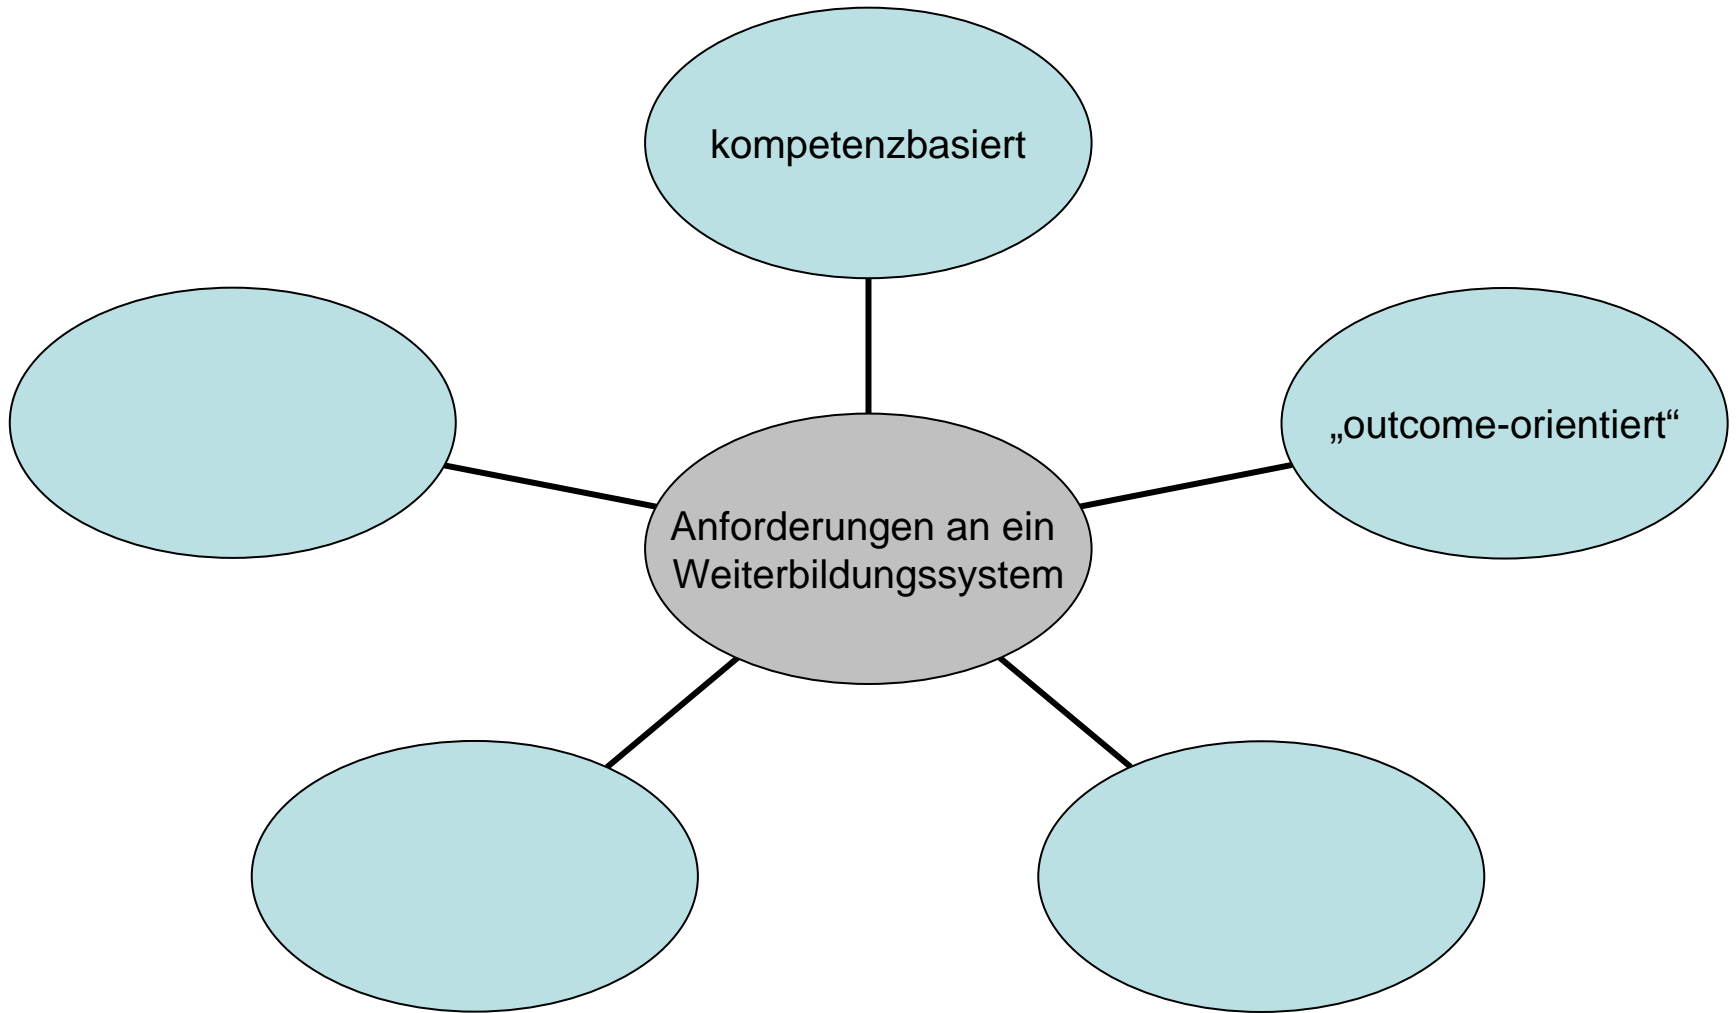 kompetenzbasiert
„outcome-orientiert“
Anforderungen an ein
Weiterbildungssystem